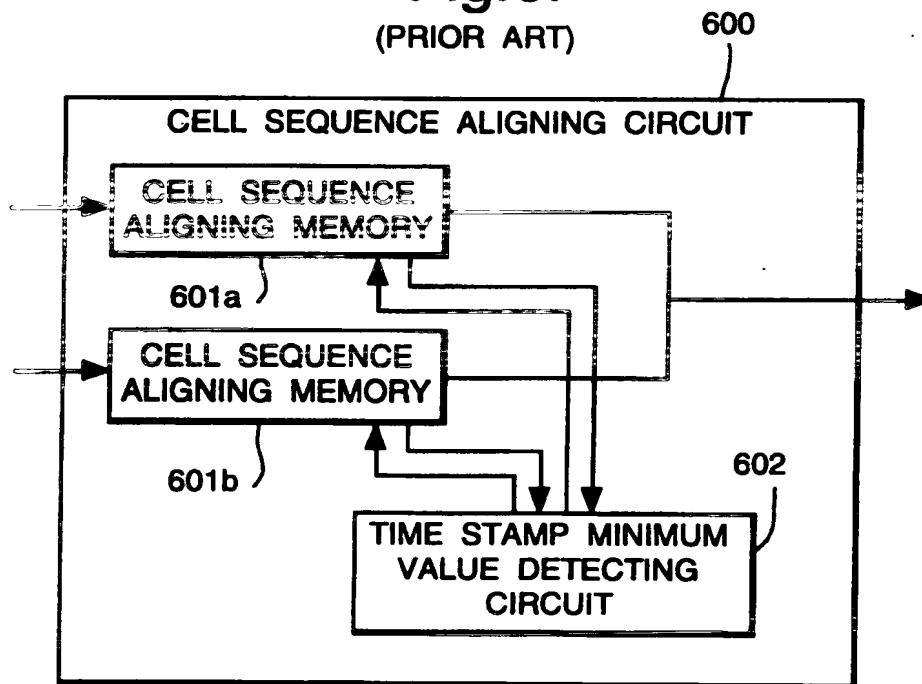 (PRIOR ART)
600
CELL SEQUENCE ALIGNING CIRCUIT
CELL SEQUENCE
ALIGNING MEMORY
601a
CELL SEQUENCE
ALIGNING MEMORY
601b
602
TIME STAMP MINIMUM
VALUE DETECTING
CIRCUIT